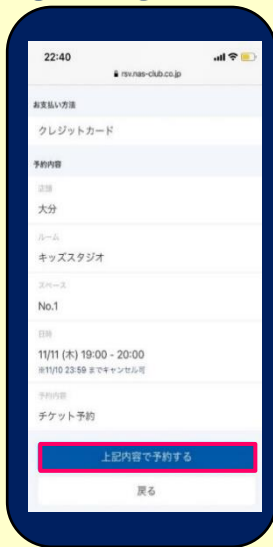 22:40
rsv.nas-club.co.jp
お支払い方法
クレジットカード
予約内容
店舗
大分
ルーム
キッズスタジオ
スペース
No.1
日時
11/11 (木) 19:00 - 20:00
※11/10 23:59 までキャンセル可
予約内容
チケット予約
上記内容で予約する
戻る